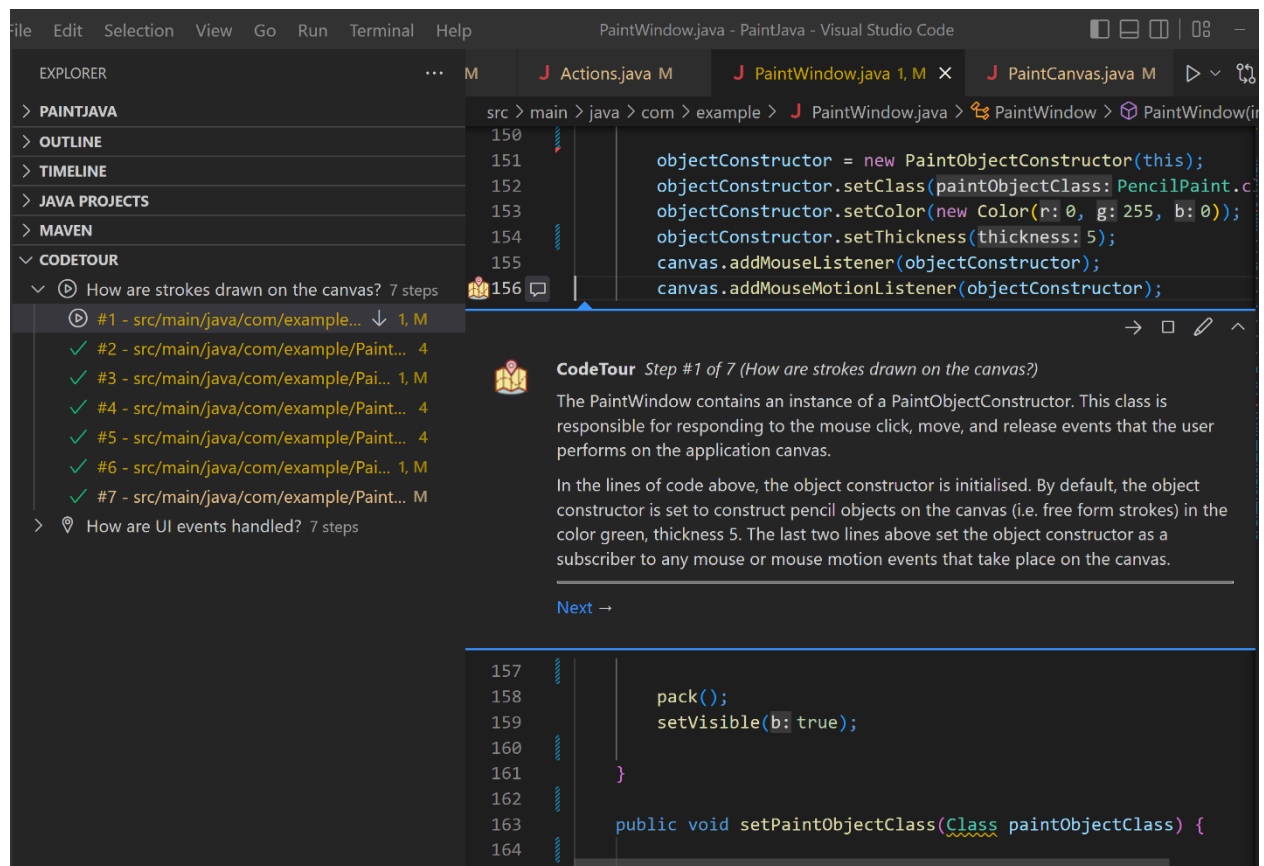 File Edit Selection View Go Run Terminal Help PaintWindow.java - PaintJava - Visual Studio Code
EXPLORER
PAINTJAVA
OUTLINE
TIMELINE
JAVA PROJECTS
MAVEN
CODETOUR
How are strokes drawn on the canvas? 7 steps
#1 - src/main/java/com/example... 1, M
#2 - src/main/java/com/example/Paint... 4
#3 - src/main/java/com/example/Pai... 1, M
#4 - src/main/java/com/example/Paint... 4
#5 - src/main/java/com/example/Paint... 4
#6 - src/main/java/com/example/Pai... 1, M
#7 - src/main/java/com/example/Paint... M
How are UI events handled? 7 steps
M J Actions.java M J PaintWindow.java 1, M J PaintCanvas.java M
src > main > java > com > example > J PaintWindow.java > PaintWindow > PaintWindow(in
150
151 objectConstructor = new PaintObjectConstructor(this);
152 objectConstructor.setClass(paintObjectClass: PencilPaint.c
153 objectConstructor.setColor(new Color(r: 0, g: 255, b: 0));
154 objectConstructor.setThickness(thickness: 5);
155 canvas.addMouseListener(objectConstructor);
156 canvas.addMouseMotionListener(objectConstructor);
CodeTour Step #1 of 7 (How are strokes drawn on the canvas?)
The PaintWindow contains an instance of a PaintObjectConstructor. This class is
responsible for responding to the mouse click, move, and release events that the user
performs on the application canvas.
In the lines of code above, the object constructor is initialised. By default, the object
constructor is set to construct pencil objects on the canvas (i.e. free form strokes) in the
color green, thickness 5. The last two lines above set the object constructor as a
subscriber to any mouse or mouse motion events that take place on the canvas.
Next →
157
158 pack();
159 setVisible(b: true);
160
161 }
162
163 public void setPaintObjectClass(Class paintObjectClass) {
164